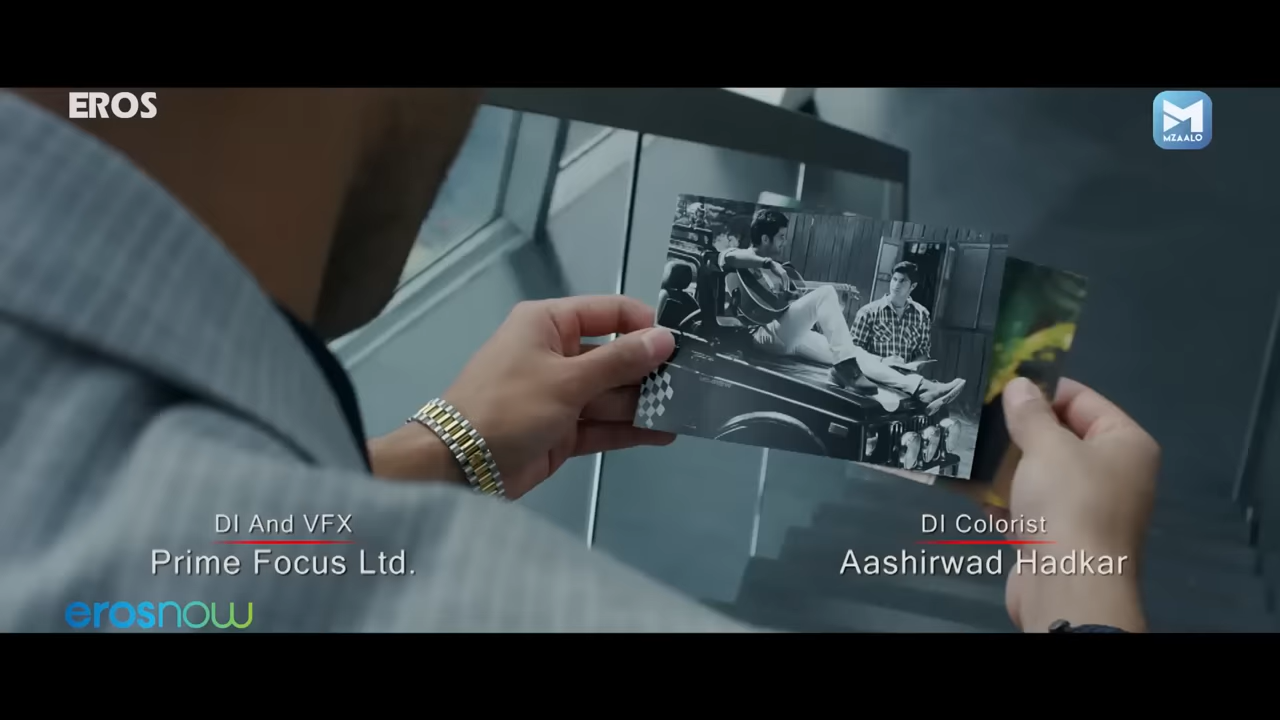 EROS
MZAALO
DI And VFX
Prime Focus Ltd.
DI Colorist
Aashirwad Hadkar
erosnow